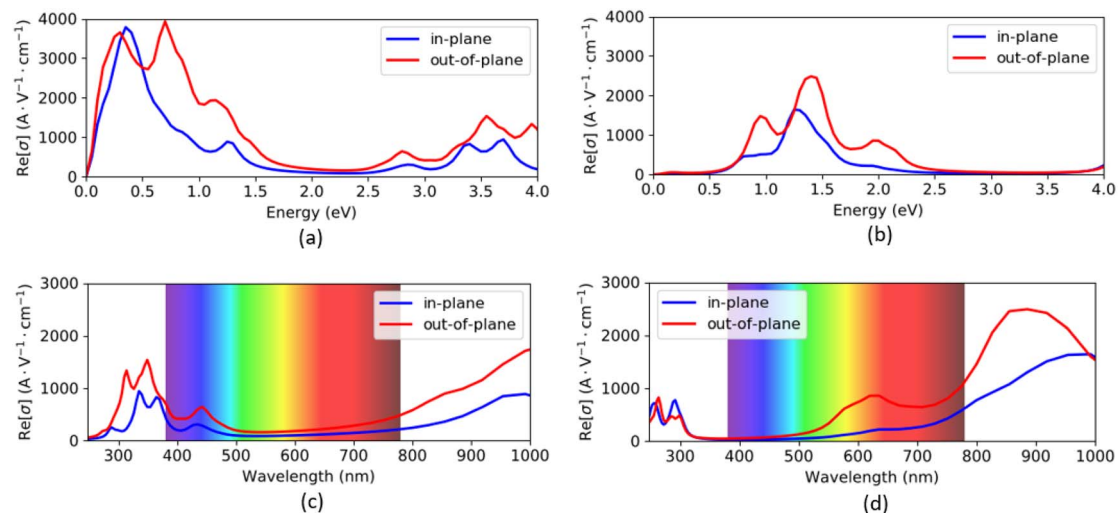 4000
3000
2000
1000
0
Re[σ] (A · V⁻¹ · cm⁻¹)
in-plane
out-of-plane
0.0 0.5 1.0 1.5 2.0 2.5 3.0 3.5 4.0
Energy (eV)
(a)
4000
3000
2000
1000
0
Re[σ] (A · V⁻¹ · cm⁻¹)
in-plane
out-of-plane
0.0 0.5 1.0 1.5 2.0 2.5 3.0 3.5 4.0
Energy (eV)
(b)
3000
2000
1000
0
Re[σ] (A · V⁻¹ · cm⁻¹)
in-plane
out-of-plane
300 400 500 600 700 800 900 1000
Wavelength (nm)
(c)
3000
2000
1000
0
Re[σ] (A · V⁻¹ · cm⁻¹)
in-plane
out-of-plane
300 400 500 600 700 800 900 1000
Wavelength (nm)
(d)